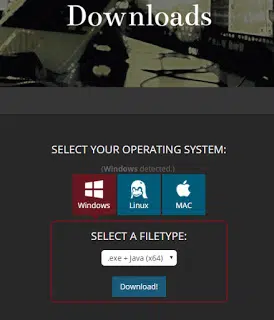 Downloads
SELECT YOUR OPERATING SYSTEM:
(Windows detected.)
Windows Linux MAC
SELECT A FILETYPE:
.exe + Java (x64)
Download!